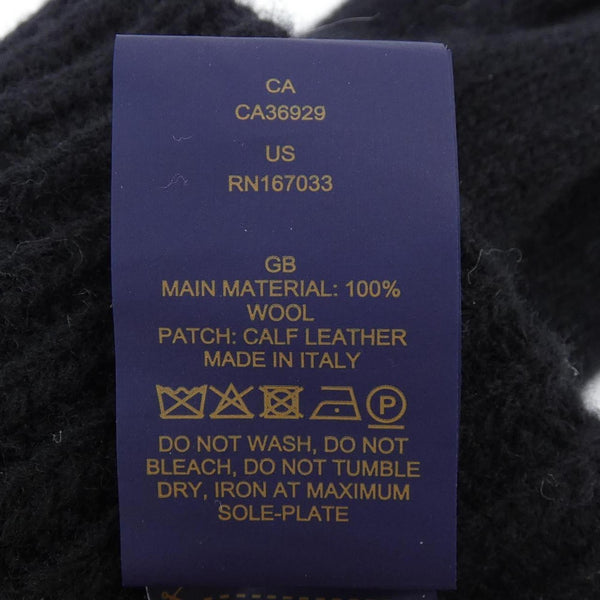 CA
CA36929
US
RN167033
GB
MAIN MATERIAL: 100%
WOOL
PATCH: CALF LEATHER
MADE IN ITALY
P
DO NOT WASH, DO NOT
BLEACH, DO NOT TUMBLE
DRY, IRON AT MAXIMUM
SOLE-PLATE